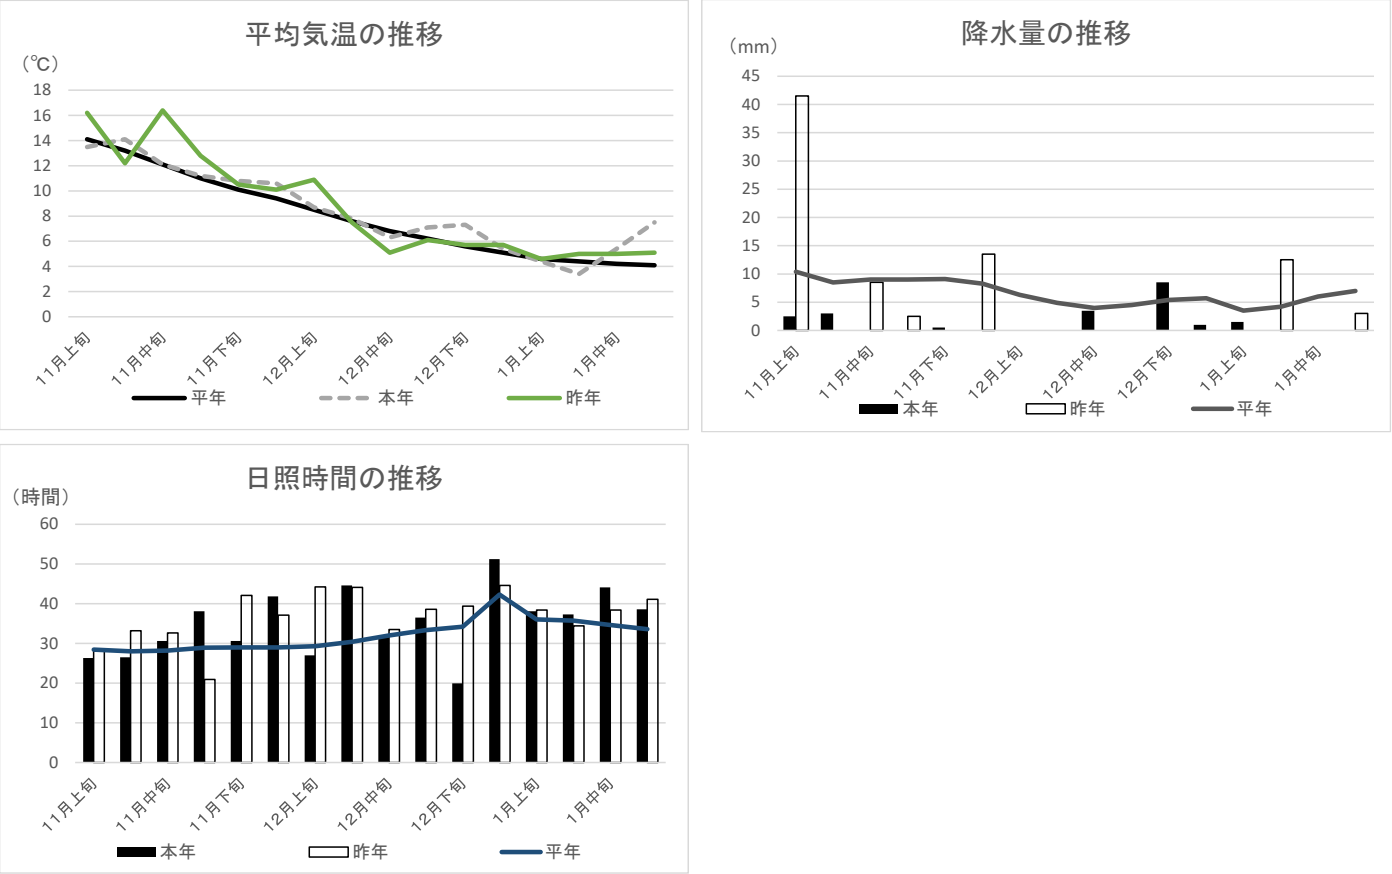 平均気温の推移
（℃）
18
16
14
12
10
8
6
4
2
0
11月上旬
11月中旬
11月下旬
12月上旬
12月中旬
12月下旬
1月上旬
1月中旬
平年
本年
昨年
降水量の推移
（mm）
45
40
35
30
25
20
15
10
5
0
11月上旬
11月中旬
11月下旬
12月上旬
12月中旬
12月下旬
1月上旬
1月中旬
本年
昨年
平年
日照時間の推移
（時間）
60
50
40
30
20
10
0
11月上旬
11月中旬
11月下旬
12月上旬
12月中旬
12月下旬
1月上旬
1月中旬
本年
昨年
平年